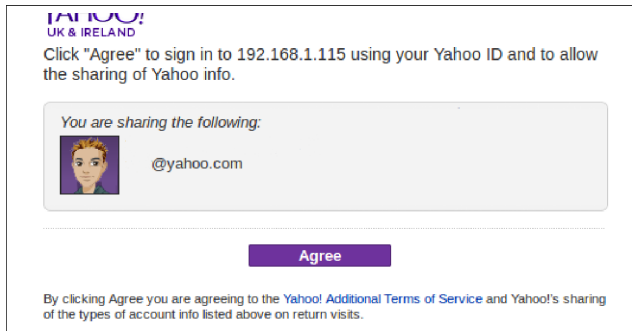 YAHOO!
UK & IRELAND
Click "Agree" to sign in to 192.168.1.115 using your Yahoo ID and to allow
the sharing of Yahoo info.
You are sharing the following:
@yahoo.com
Agree
By clicking Agree you are agreeing to the Yahoo! Additional Terms of Service and Yahoo!'s sharing
of the types of account info listed above on return visits.